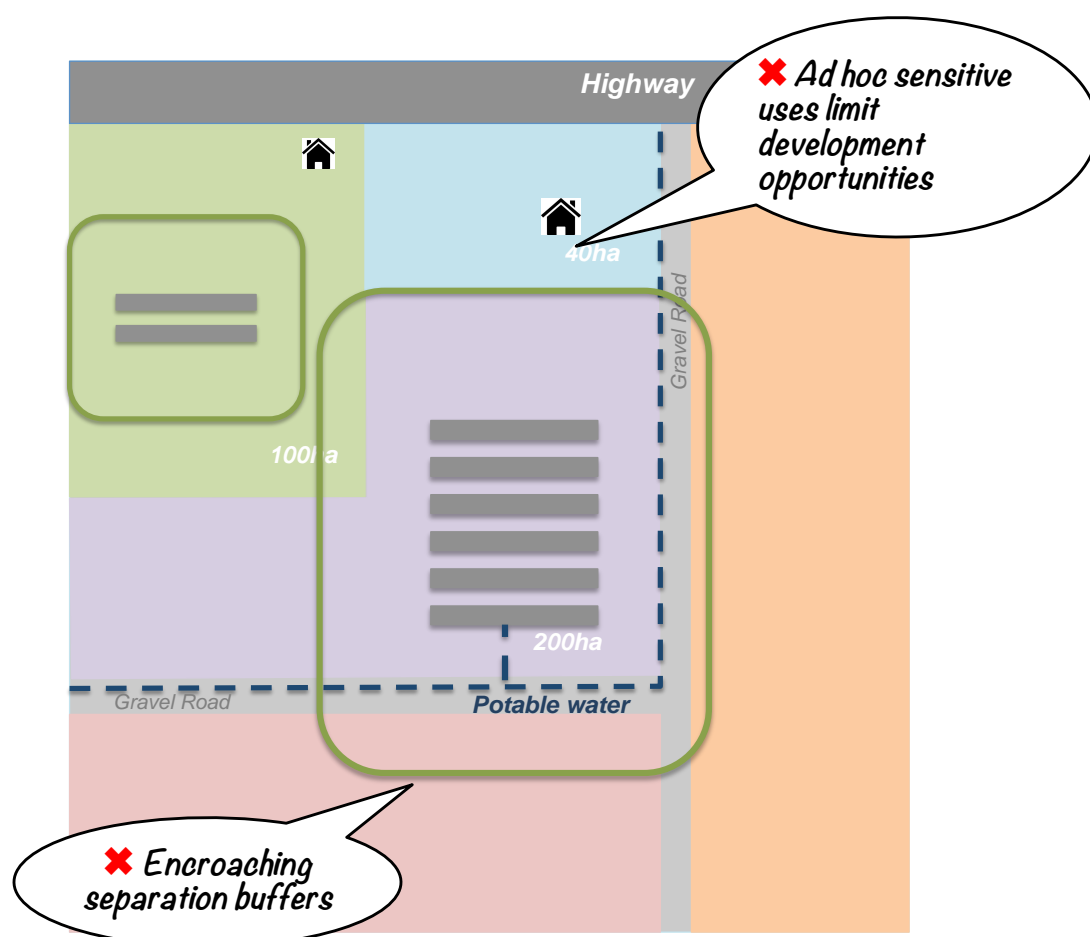 Highway
✖ Ad hoc sensitive
uses limit
development
opportunities
40ha
Gravel Road
100ha
200ha
Gravel Road
Potable water
✖ Encroaching
separation buffers